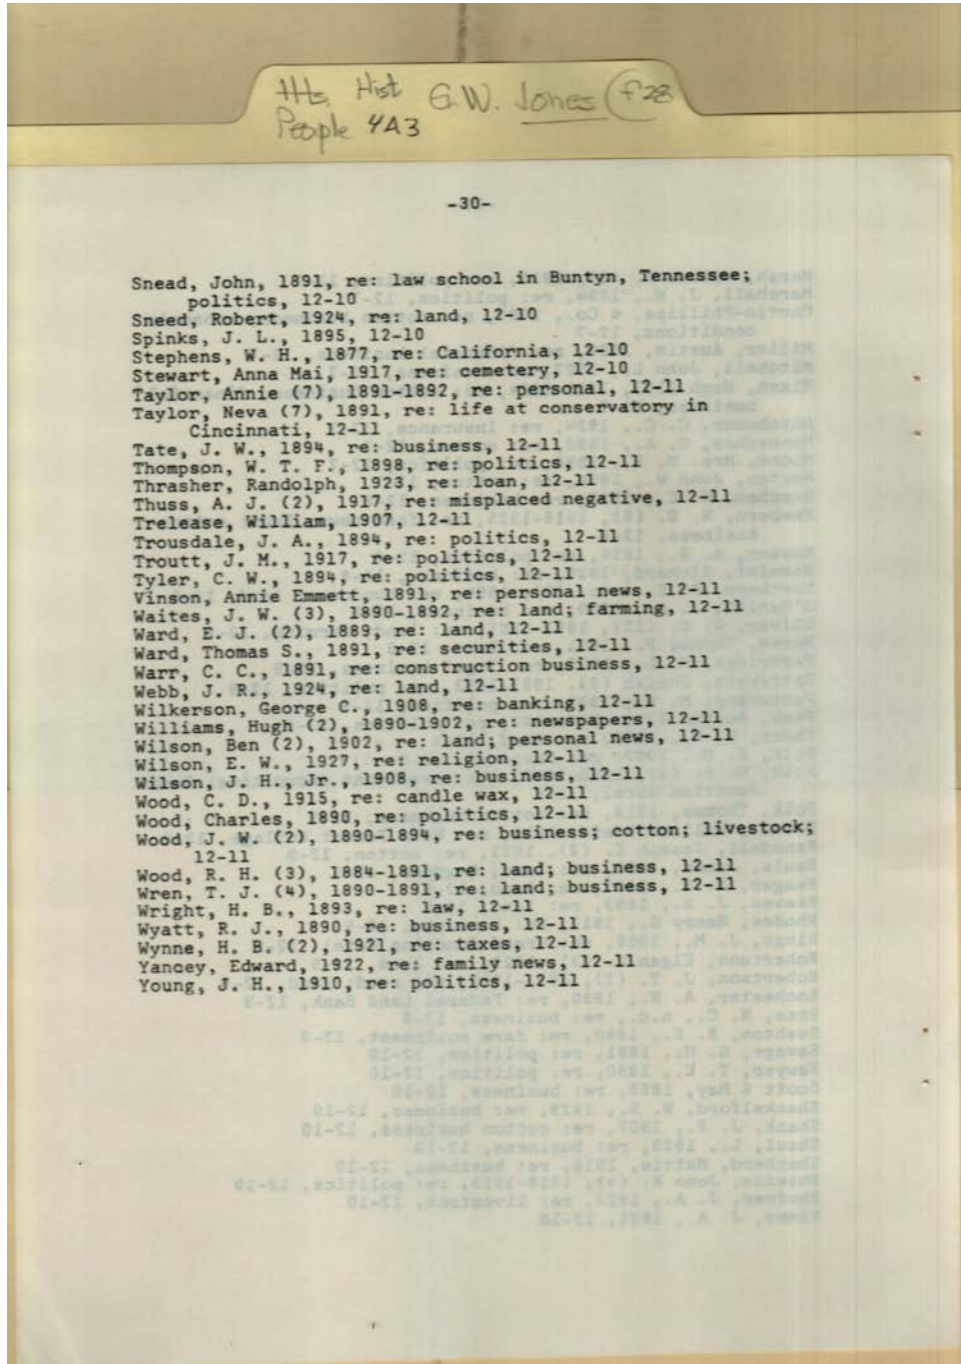 Hts. Hist G.W. Jones (f28)
People 4A3
-30-
Snead, John, 1891, re: law school in Buntyn, Tennessee;
politics, 12-10
Sneed, Robert, 1924, re: land, 12-10
Spinks, J. L., 1895, 12-10
Stephens, W. H., 1877, re: California, 12-10
Stewart, Anna Mai, 1917, re: cemetery, 12-10
Taylor, Annie (7), 1891-1892, re: personal, 12-11
Taylor, Neva (7), 1891, re: life at conservatory in
Cincinnati, 12-11
Tate, J. W., 1894, re: business, 12-11
Thompson, W. T. F., 1898, re: politics, 12-11
Thrasher, Randolph, 1923, re: loan, 12-11
Thuss, A. J. (2), 1917, re: misplaced negative, 12-11
Trelease, William, 1907, 12-11
Trousdale, J. A., 1894, re: politics, 12-11
Troutt, J. M., 1917, re: politics, 12-11
Tyler, C. W., 1894, re: politics, 12-11
Vinson, Annie Emmett, 1891, re: personal news, 12-11
Waites, J. W. (3), 1890-1892, re: land; farming, 12-11
Ward, E. J. (2), 1889, re: land, 12-11
Ward, Thomas S., 1891, re: securities, 12-11
Warr, C. C., 1891, re: construction business, 12-11
Webb, J. R., 1924, re: land, 12-11
Wilkerson, George C., 1908, re: banking, 12-11
Williams, Hugh (2), 1890-1902, re: newspapers, 12-11
Wilson, Ben (2), 1902, re: land; personal news, 12-11
Wilson, E. W., 1927, re: religion, 12-11
Wilson, J. H., Jr., 1908, re: business, 12-11
Wood, C. D., 1915, re: candle wax, 12-11
Wood, Charles, 1890, re: politics, 12-11
Wood, J. W. (2), 1890-1894, re: business; cotton; livestock;
12-11
Wood, R. H. (3), 1884-1891, re: land; business, 12-11
Wren, T. J. (4), 1890-1891, re: land; business, 12-11
Wright, H. B., 1893, re: law, 12-11
Wyatt, R. J., 1890, re: business, 12-11
Wynne, H. B. (2), 1921, re: taxes, 12-11
Yancey, Edward, 1922, re: family news, 12-11
Young, J. H., 1910, re: politics, 12-11